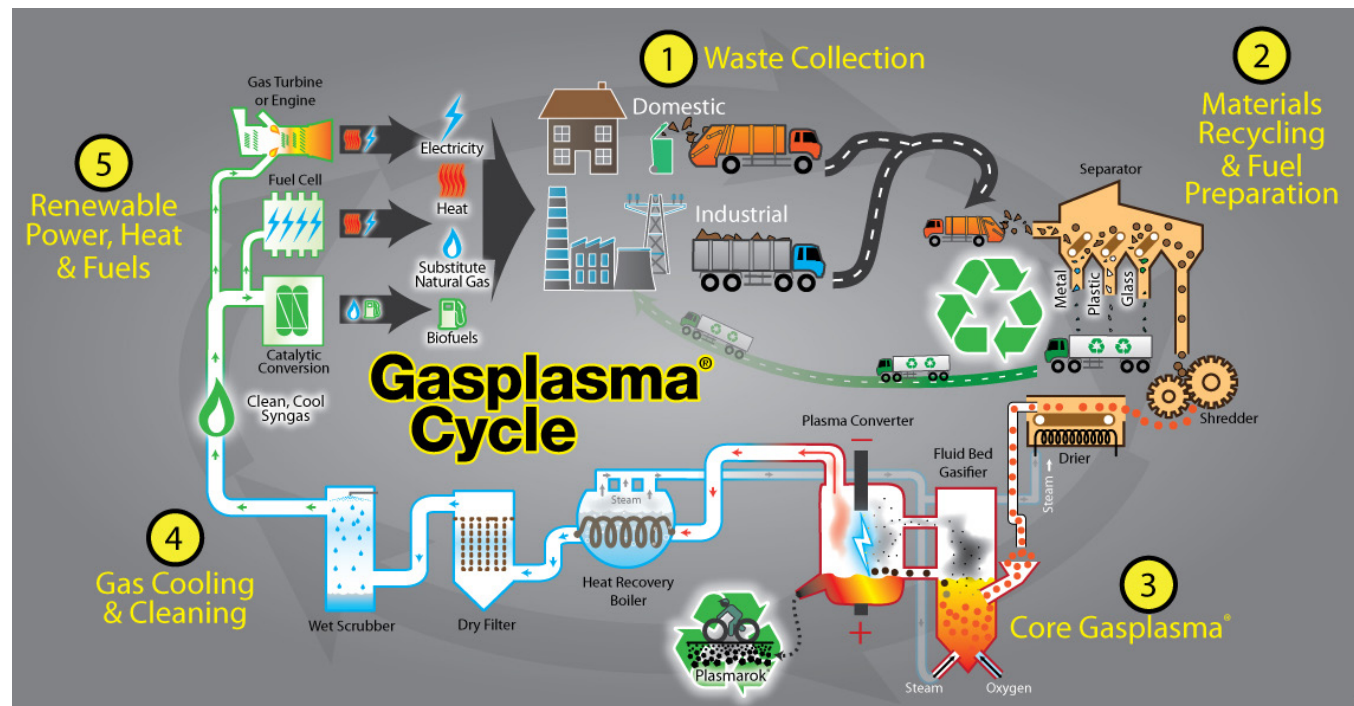 1
Waste Collection
Domestic
Industrial
2
Materials
Recycling
& Fuel
Preparation
Separator
Metal
Plastic
Glass
Shredder
Drier
Steam
3
Core Gasplasma®
Fluid Bed
Gasifier
Plasma Converter
−
+
Steam
Oxygen
Plasmarok®
4
Gas Cooling
& Cleaning
Steam
Heat Recovery
Boiler
Dry Filter
Wet Scrubber
Clean, Cool
Syngas
5
Renewable
Power, Heat
& Fuels
Gas Turbine
or Engine
Fuel Cell
Catalytic
Conversion
Electricity
Heat
Substitute
Natural Gas
Biofuels
Gasplasma®
Cycle